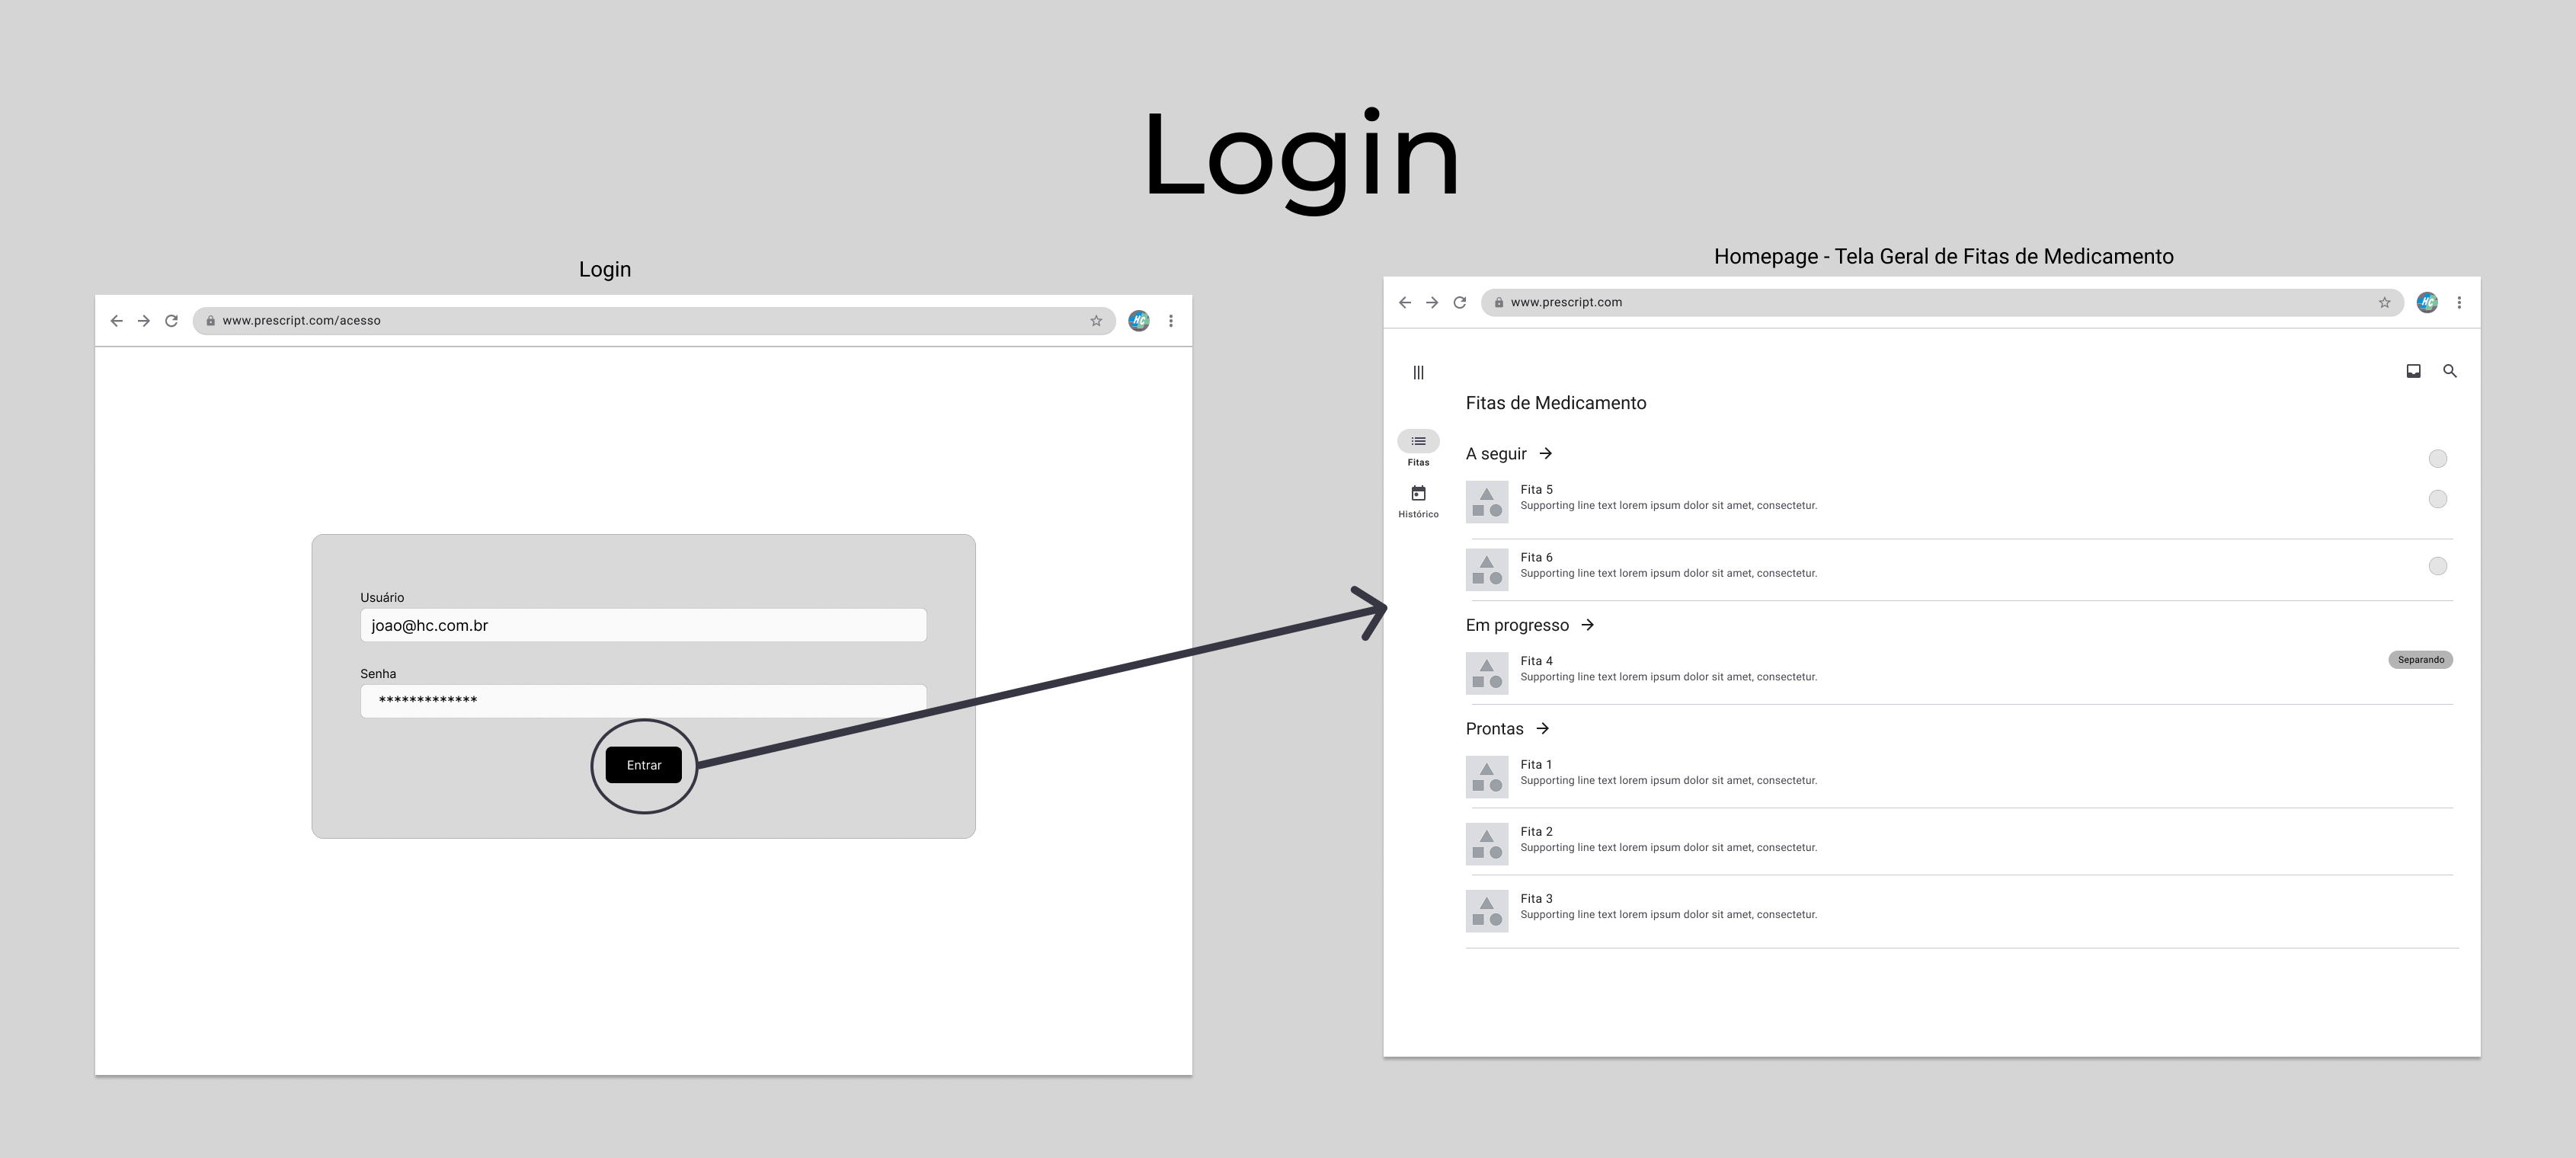 Login
Login
www.prescript.com/acesso
HC
Usuário
joao@hc.com.br
Senha
*************
Entrar
Homepage - Tela Geral de Fitas de Medicamento
www.prescript.com
HC
Fitas de Medicamento
Fitas
Histórico
A seguir
Fita 5
Supporting line text lorem ipsum dolor sit amet, consectetur.
Fita 6
Supporting line text lorem ipsum dolor sit amet, consectetur.
Em progresso
Fita 4
Separando
Supporting line text lorem ipsum dolor sit amet, consectetur.
Prontas
Fita 1
Supporting line text lorem ipsum dolor sit amet, consectetur.
Fita 2
Supporting line text lorem ipsum dolor sit amet, consectetur.
Fita 3
Supporting line text lorem ipsum dolor sit amet, consectetur.